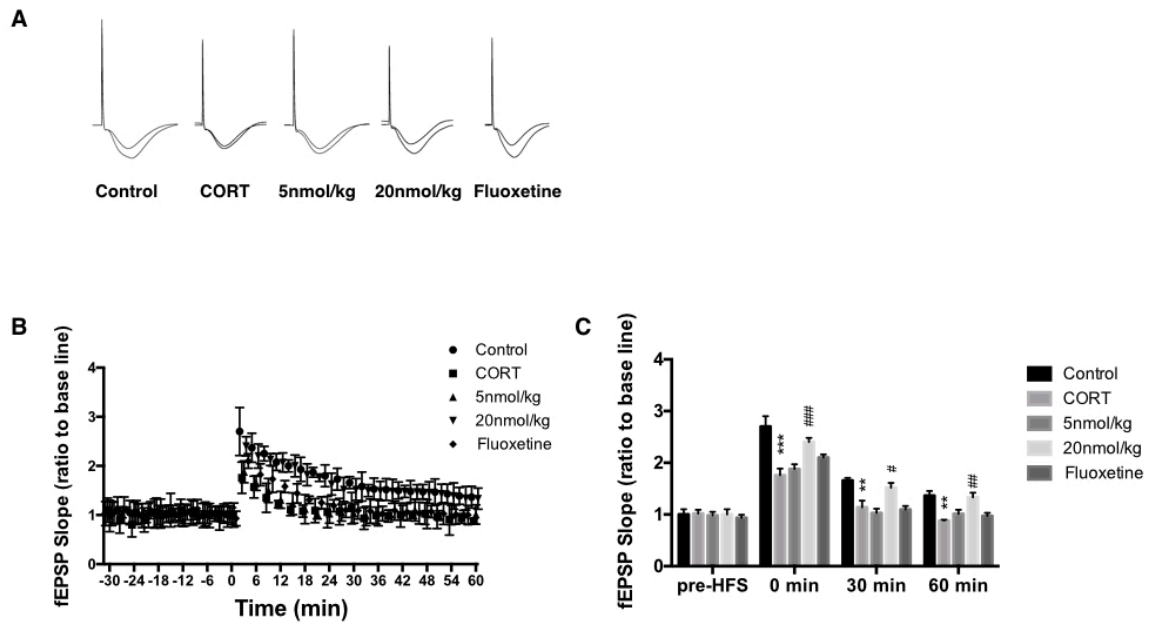 A
Control CORT 5nmol/kg 20nmol/kg Fluoxetine
B
fEPSP Slope (ratio to base line)
4
3
2
1
0
-30 -24 -18 -12 -6 0 6 12 18 24 30 36 42 48 54 60
Time (min)
Control
CORT
5nmol/kg
20nmol/kg
Fluoxetine
C
fEPSP Slope (ratio to base line)
4
3
2
1
0
***
###
**
#
**
##
pre-HFS 0 min 30 min 60 min
Control
CORT
5nmol/kg
20nmol/kg
Fluoxetine